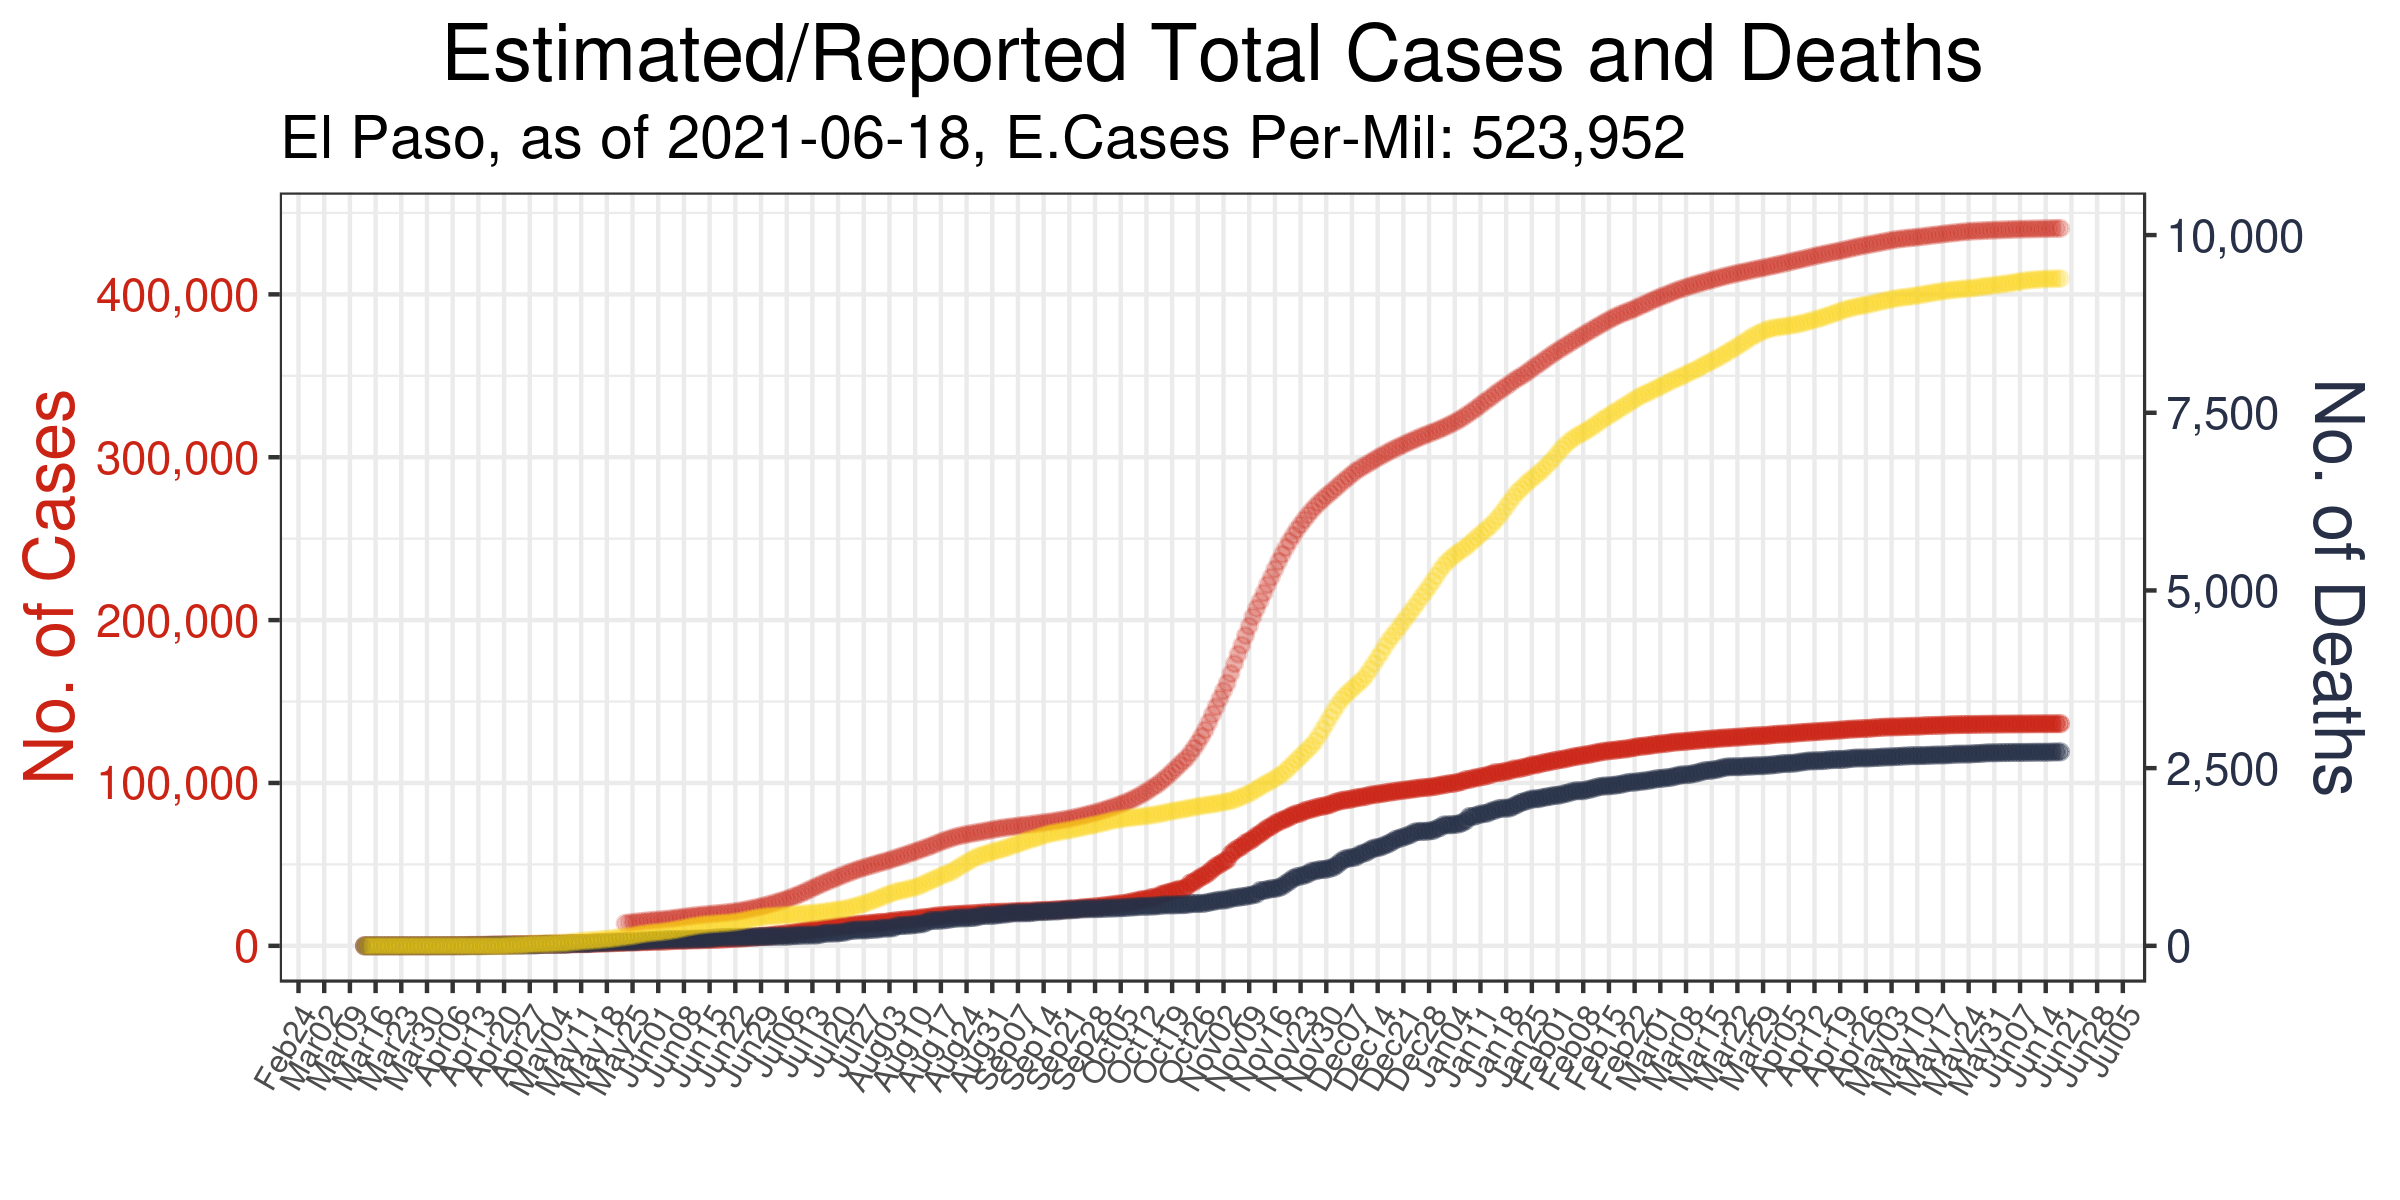 Estimated/Reported Total Cases and Deaths
El Paso, as of 2021-06-18, E.Cases Per-Mil: 523,952
No. of Cases
400,000
300,000
200,000
100,000
0
10,000
7,500
5,000
2,500
0
No. of Deaths
Feb24
Mar02
Mar09
Mar16
Mar23
Mar30
Apr06
Apr13
Apr20
Apr27
May04
May11
May18
May25
Jun01
Jun08
Jun15
Jun22
Jun29
Jul06
Jul13
Jul20
Jul27
Aug03
Aug10
Aug17
Aug24
Aug31
Sep07
Sep14
Sep21
Sep28
Oct05
Oct12
Oct19
Oct26
Nov02
Nov09
Nov16
Nov23
Nov30
Dec07
Dec14
Dec21
Dec28
Jan04
Jan11
Jan18
Jan25
Feb01
Feb08
Feb15
Feb22
Mar01
Mar08
Mar15
Mar22
Mar29
Apr05
Apr12
Apr19
Apr26
May03
May10
May17
May24
May31
Jun07
Jun14
Jun21
Jun28
Jul05